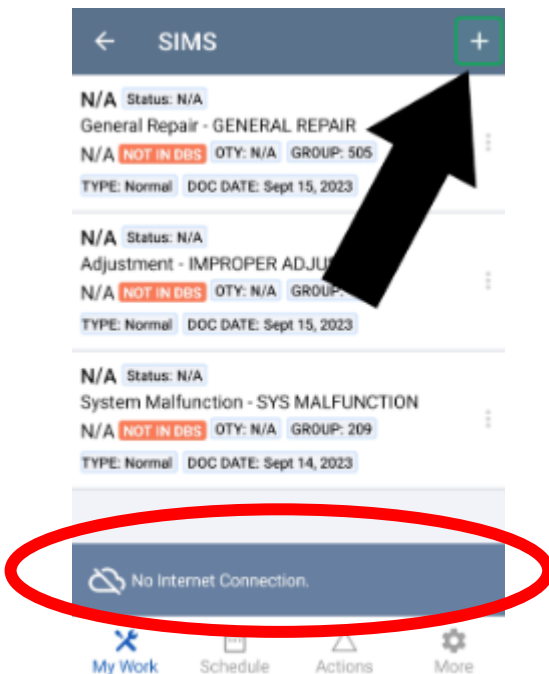 SIMS
N/A Status: N/A
General Repair - GENERAL REPAIR
N/A NOT IN DBS QTY: N/A GROUP: 505
TYPE: Normal DOC DATE: Sept 15, 2023
N/A Status: N/A
Adjustment - IMPROPER
N/A NOT IN DBS QTY: N/A
TYPE: Normal DOC DATE: Sept 15, 2023
N/A Status: N/A
System Malfunction - SYS MALFUNCTION
N/A NOT IN DBS QTY: N/A GROUP: 209
TYPE: Normal DOC DATE: Sept 14, 2023
No Internet Connection.
My Work Schedule Actions More